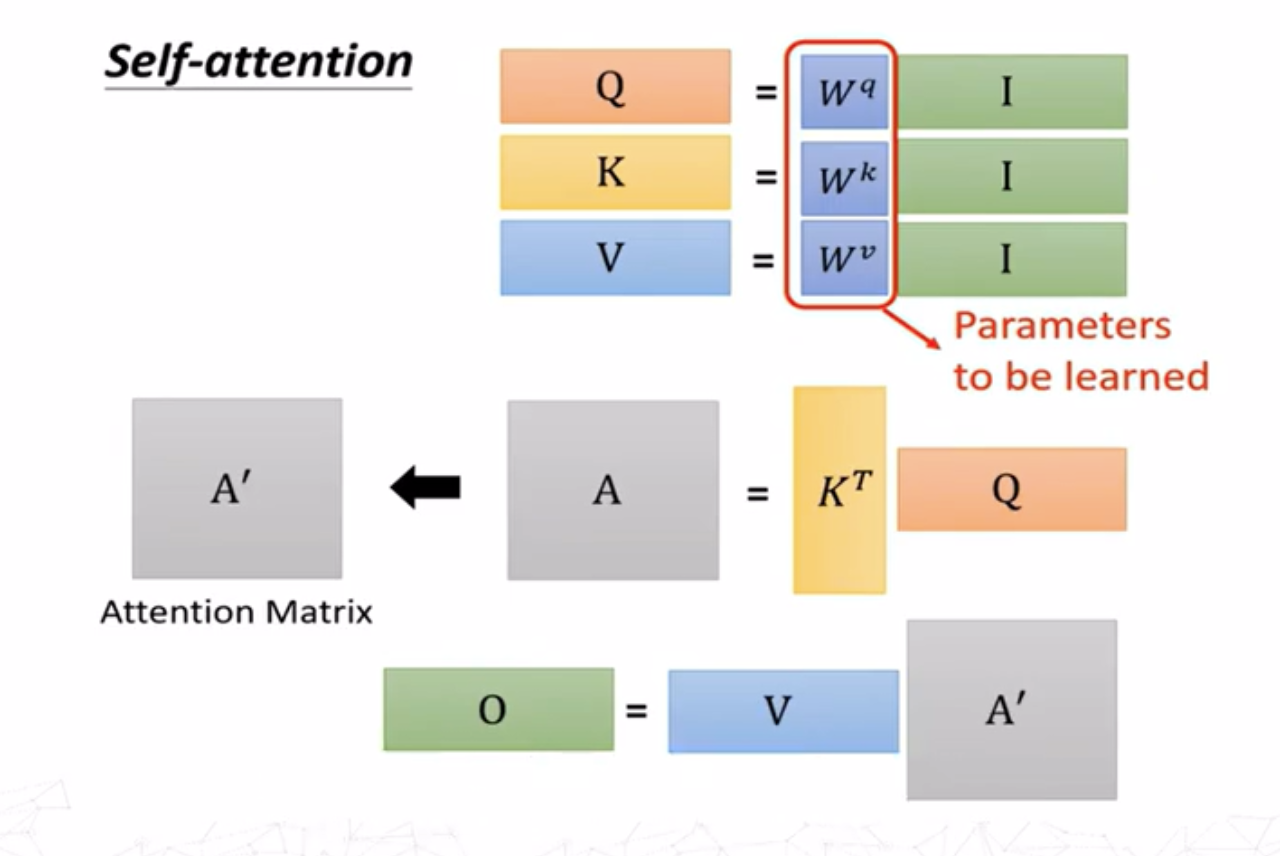 Self-attention
Q = W^q I
K = W^k I
V = W^v I
Parameters
to be learned
A′ A = K^T Q
Attention Matrix
O = V A′